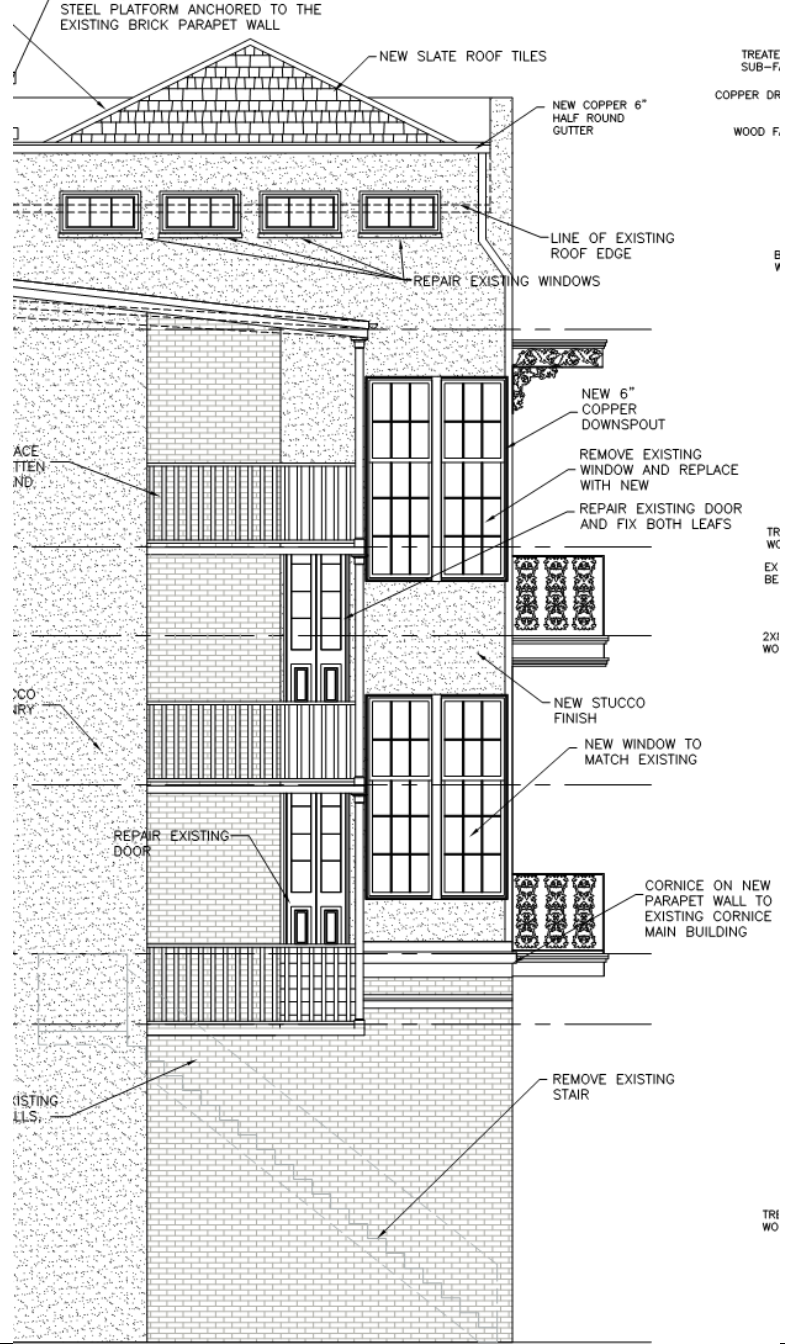 STEEL PLATFORM ANCHORED TO THE
EXISTING BRICK PARAPET WALL
NEW SLATE ROOF TILES
NEW COPPER 6"
HALF ROUND
GUTTER
LINE OF EXISTING
ROOF EDGE
REPAIR EXISTING WINDOWS
NEW 6"
COPPER
DOWNSPOUT
REMOVE EXISTING
WINDOW AND REPLACE
WITH NEW
REPAIR EXISTING DOOR
AND FIX BOTH LEAFS
NEW STUCCO
FINISH
NEW WINDOW TO
MATCH EXISTING
REPAIR EXISTING
DOOR
CORNICE ON NEW
PARAPET WALL TO
EXISTING CORNICE
MAIN BUILDING
REMOVE EXISTING
STAIR
COPPER
WOOD